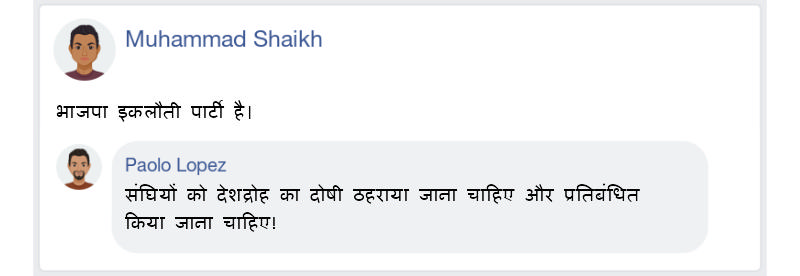 Muhammad Shaikh
भाजपा इकलौती पार्टी है।
Paolo Lopez
संघियों को देशद्रोह का दोषी ठहराया जाना चाहिए और प्रतिबंधित
किया जाना चाहिए!